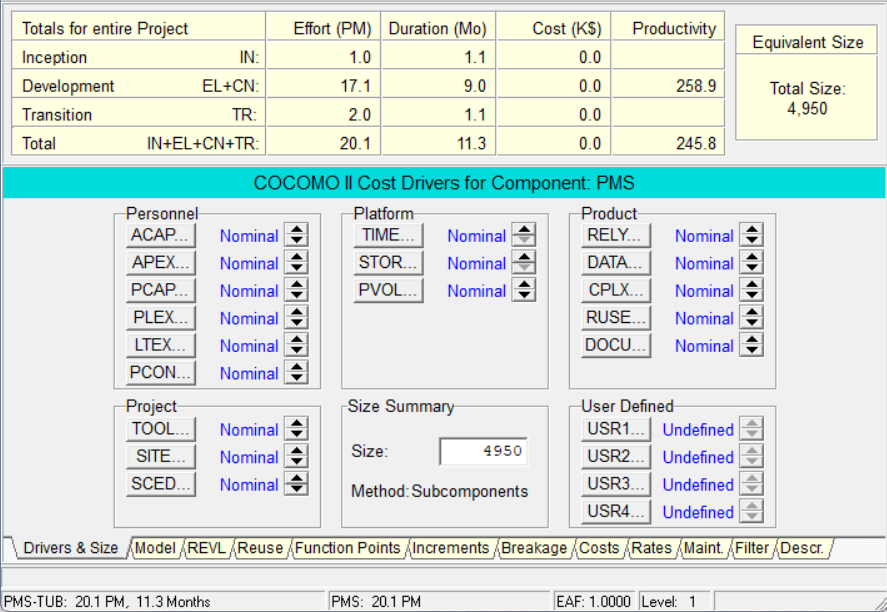 Totals for entire Project Effort (PM) Duration (Mo) Cost (K$) Productivity
Inception IN: 1.0 1.1 0.0
Development EL+CN: 17.1 9.0 0.0 258.9
Transition TR: 2.0 1.1 0.0
Total IN+EL+CN+TR: 20.1 11.3 0.0 245.8
Equivalent Size
Total Size:
4,950
COCOMO II Cost Drivers for Component: PMS
Personnel
ACAP... Nominal
APEX... Nominal
PCAP... Nominal
PLEX... Nominal
LTEX... Nominal
PCON... Nominal
Platform
TIME... Nominal
STOR... Nominal
PVOL... Nominal
Product
RELY... Nominal
DATA... Nominal
CPLX... Nominal
RUSE... Nominal
DOCU... Nominal
Project
TOOL... Nominal
SITE... Nominal
SCED... Nominal
Size Summary
Size: 4950
Method: Subcomponents
User Defined
USR1... Undefined
USR2... Undefined
USR3... Undefined
USR4... Undefined
Drivers & Size Model REVL Reuse Function Points Increments Breakage Costs Rates Maint. Filter Descr.
PMS-TUB: 20.1 PM, 11.3 Months PMS: 20.1 PM EAF: 1.0000 Level: 1